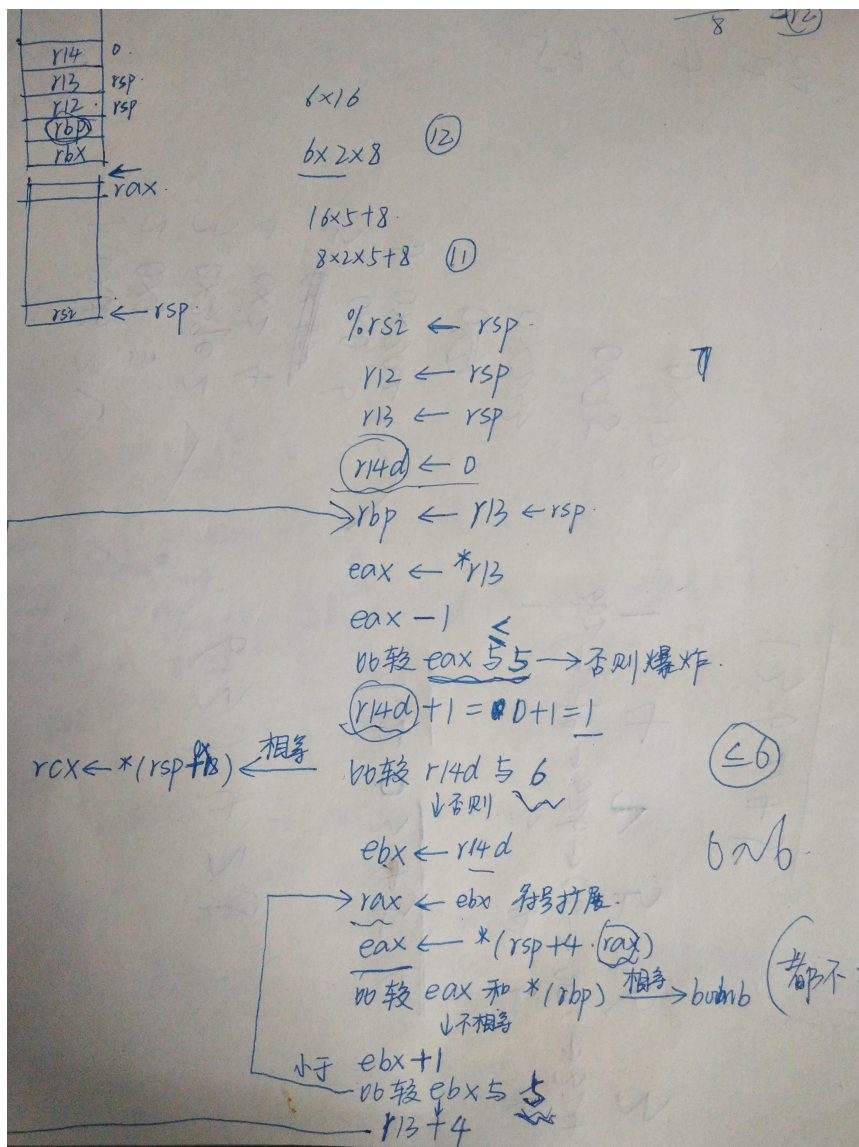 8
r12
r14 0.
r13 rsp.
r12. rsp
rbp
rbx
←
rax.
rsi ← rsp.
6×16
6×2×8 ⑫
16×5+8.
8×2×5+8 ⑪
%rsi ← rsp.
r12 ← rsp
r13 ← rsp
r14d ← 0
rbp ← r13 ← rsp.
eax ← *r13
eax - 1
≤
比较 eax 与 5 → 否则爆炸.
r14d + 1 = 0+1 = 1
rcx ← *(rsp+ ) ← 相等 比较 r14d 与 6 ≤6
↓否则
ebx ← r14d 0~6.
rax ← ebx 符号扩展.
eax ← *(rsp+4·rax)
比较 eax 和 *(rbp) 相等 → bomb (都不
↓不相等
ebx+1
小于 比较 ebx 与 5
r13+4